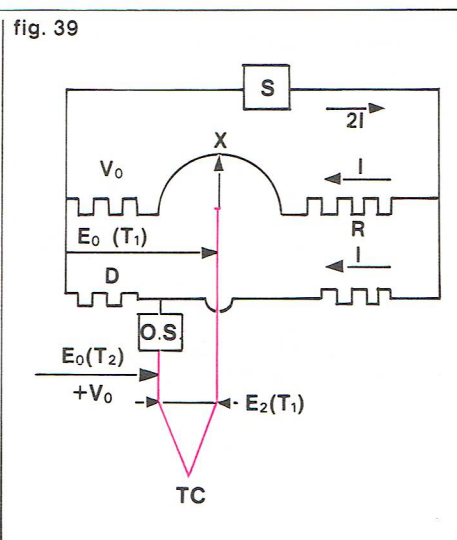 fig. 39
S
2I
X
V₀
I
R
E₀ (T₁)
I
D
O.S.
E₀(T₂)
+V₀
E₂(T₁)
TC